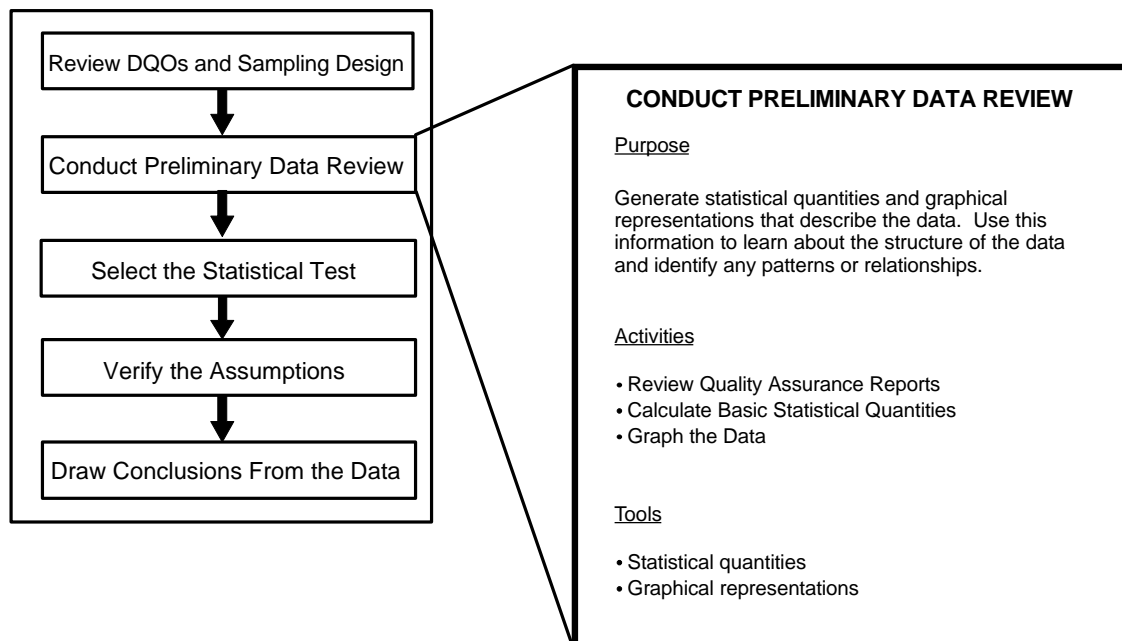 Review DQOs and Sampling Design
Conduct Preliminary Data Review
Select the Statistical Test
Verify the Assumptions
Draw Conclusions From the Data
CONDUCT PRELIMINARY DATA REVIEW
Purpose
Generate statistical quantities and graphical
representations that describe the data. Use this
information to learn about the structure of the data
and identify any patterns or relationships.
Activities
• Review Quality Assurance Reports
• Calculate Basic Statistical Quantities
• Graph the Data
Tools
• Statistical quantities
• Graphical representations